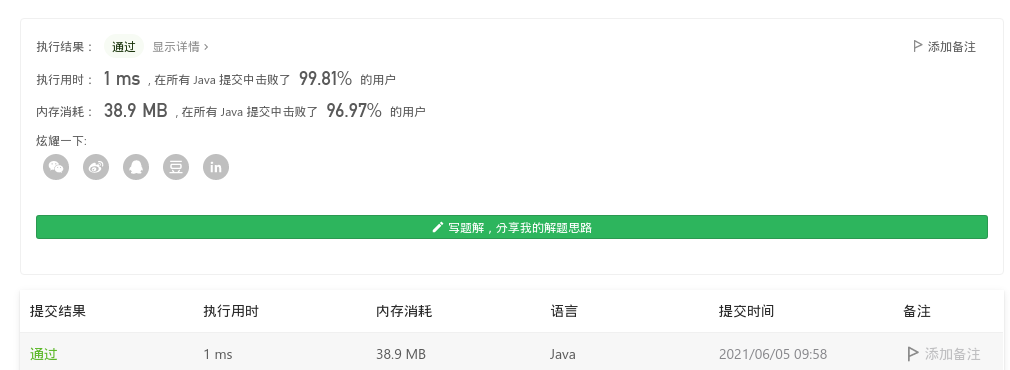 执行结果： 通过 显示详情 › 添加备注
执行用时： 1 ms , 在所有 Java 提交中击败了 99.81% 的用户
内存消耗： 38.9 MB , 在所有 Java 提交中击败了 96.97% 的用户
炫耀一下:
写题解，分享我的解题思路
提交结果 执行用时 内存消耗 语言 提交时间 备注
通过 1 ms 38.9 MB Java 2021/06/05 09:58 添加备注